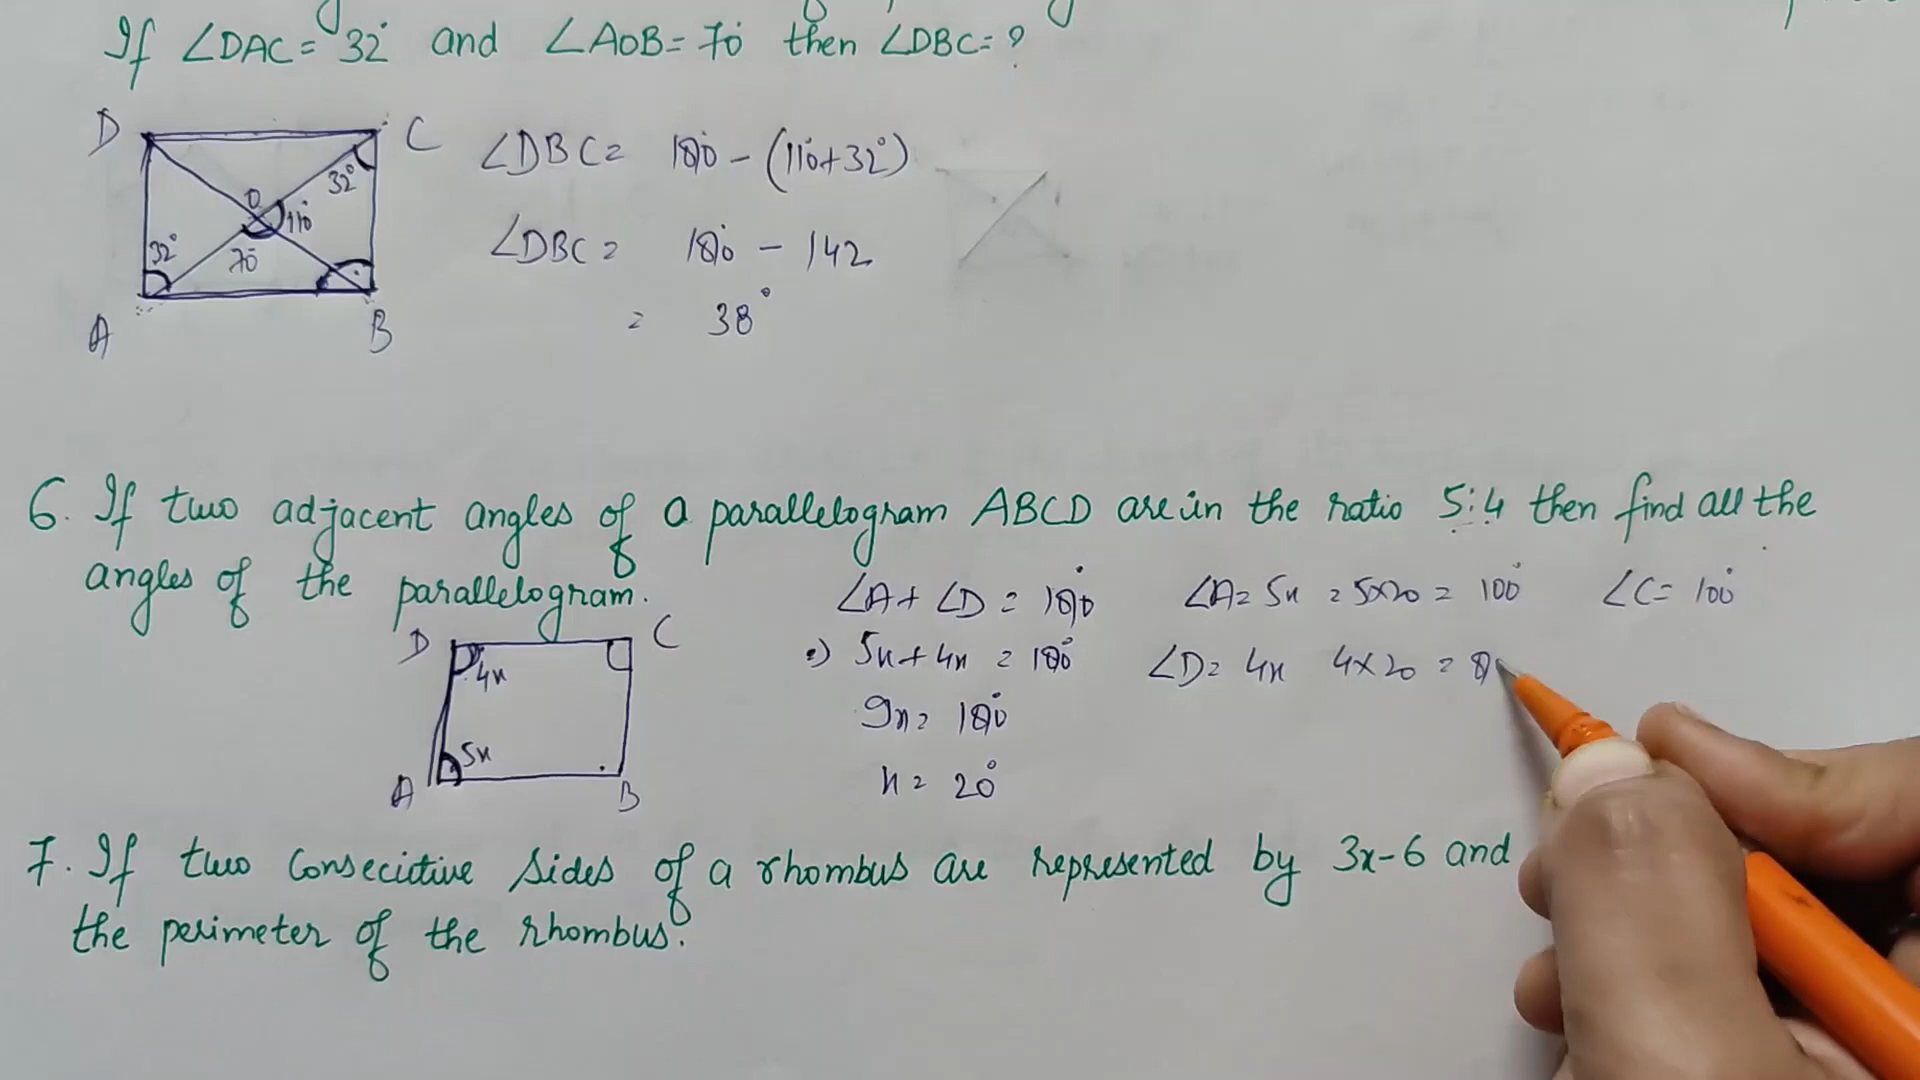 If ∠DAC = 32° and ∠AOB = 70° then ∠DBC = ?
D C
O
32°
110°
32°
70°
A B
∠DBC = 180° - (110°+32°)
∠DBC = 180° - 142
= 38°
6. If two adjacent angles of a parallelogram ABCD are in the ratio 5:4 then find all the
angles of the parallelogram.
D C
4x
5x
A B
∠A + ∠D = 180°
5x + 4x = 180°
9x = 180°
x = 20°
∠A = 5x = 5×20 = 100°
∠D = 4x 4×20 =
∠C = 100°
7. If two Consecitive sides of a rhombus are represented by 3x-6 and
the perimeter of the rhombus.